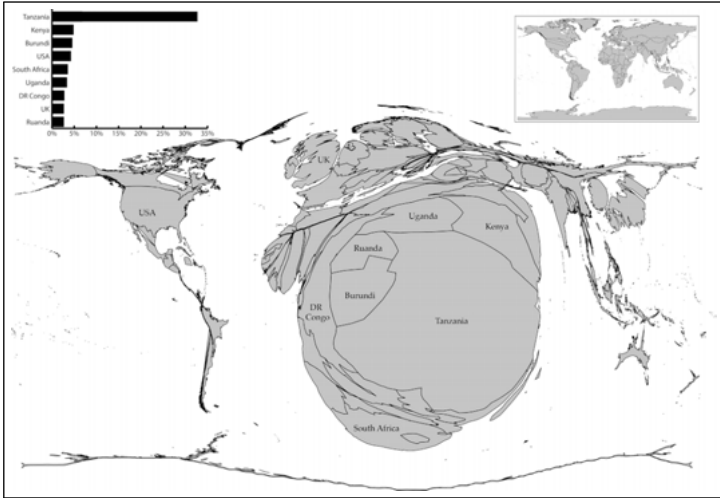 Tanzania
Kenya
Burundi
USA
South Africa
Uganda
DR Congo
UK
Ruanda
0% 5% 10% 15% 20% 25% 30% 35%
UK
USA
Uganda
Kenya
Ruanda
DR
Congo
Burundi
Tanzania
South Africa